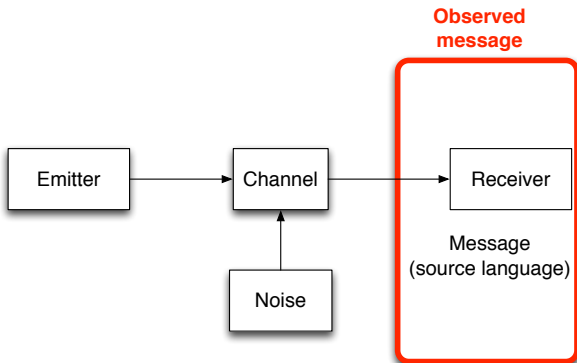 Observed
message
Emitter
Channel
Receiver
Message
(source language)
Noise